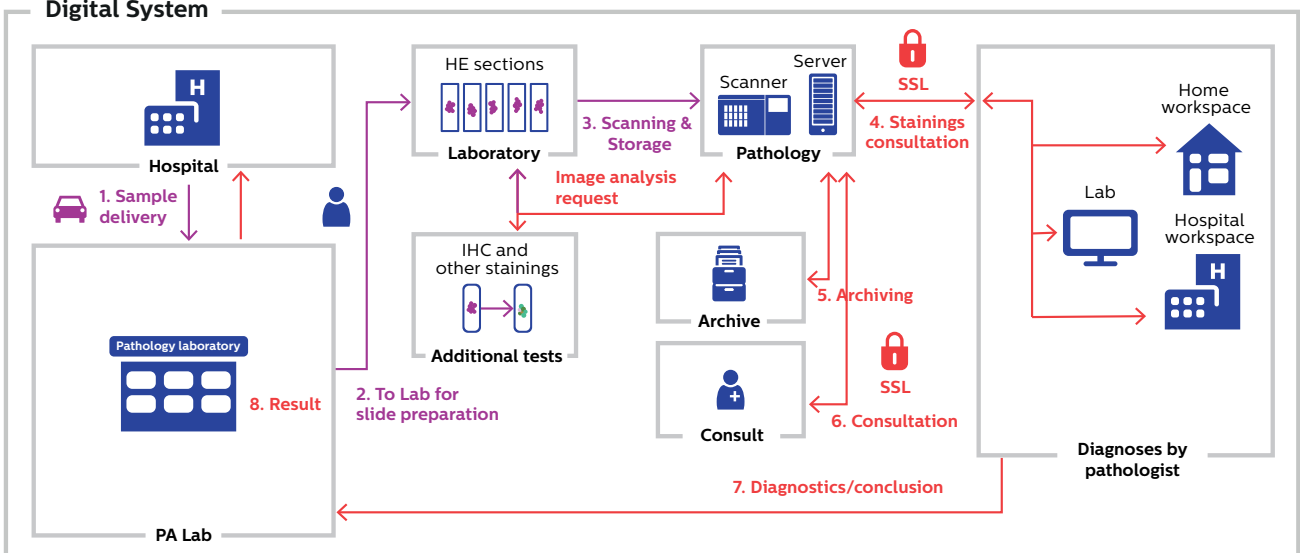 Digital System
H
Hospital
1. Sample
delivery
HE sections
Laboratory
3. Scanning &
Storage
Scanner
Server
Pathology
SSL
4. Stainings
consultation
Home
workspace
Lab
Hospital
workspace
H
Diagnoses by
pathologist
Image analysis
request
IHC and
other stainings
Additional tests
Archive
5. Archiving
Consult
SSL
6. Consultation
Pathology laboratory
8. Result
2. To Lab for
slide preparation
7. Diagnostics/conclusion
PA Lab